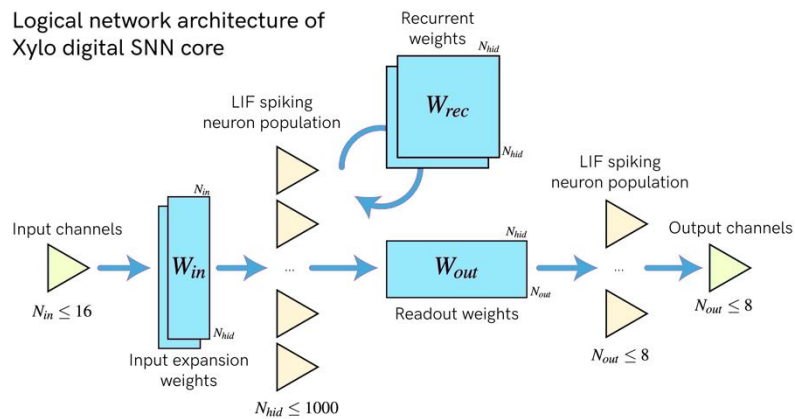 Logical network architecture of
Xylo digital SNN core
Recurrent weights
N_hid
W_rec
N_hid
LIF spiking
neuron population
LIF spiking
neuron population
Input channels
N_in
W_in
N_hid
N_in ≤ 16
Input expansion
weights
...
N_hid ≤ 1000
N_hid
W_out
N_out
Readout weights
...
N_out ≤ 8
Output channels
N_out ≤ 8